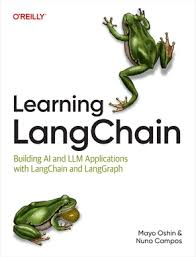 O'REILLY
Learning
LangChain
Building AI and LLM Applications
with LangChain and LangGraph
Mayo Oshin &
Nuno Campos